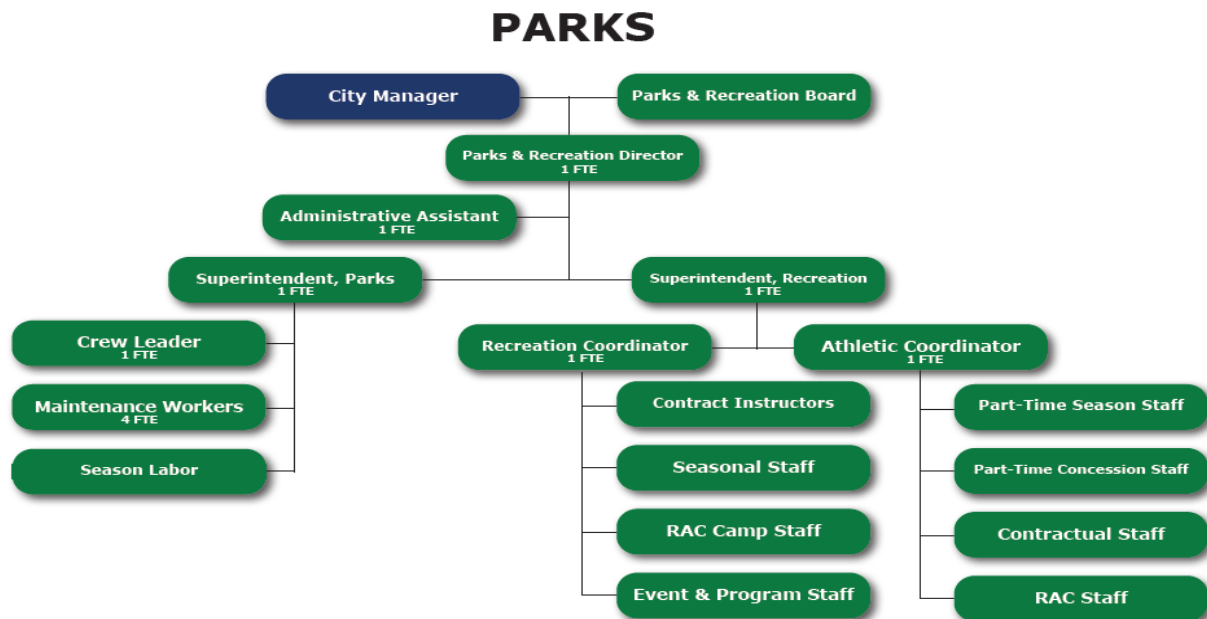 PARKS
City Manager
Parks & Recreation Board
Parks & Recreation Director
1 FTE
Administrative Assistant
1 FTE
Superintendent, Parks
1 FTE
Superintendent, Recreation
1 FTE
Crew Leader
1 FTE
Maintenance Workers
4 FTE
Season Labor
Recreation Coordinator
1 FTE
Athletic Coordinator
1 FTE
Contract Instructors
Seasonal Staff
RAC Camp Staff
Event & Program Staff
Part-Time Season Staff
Part-Time Concession Staff
Contractual Staff
RAC Staff